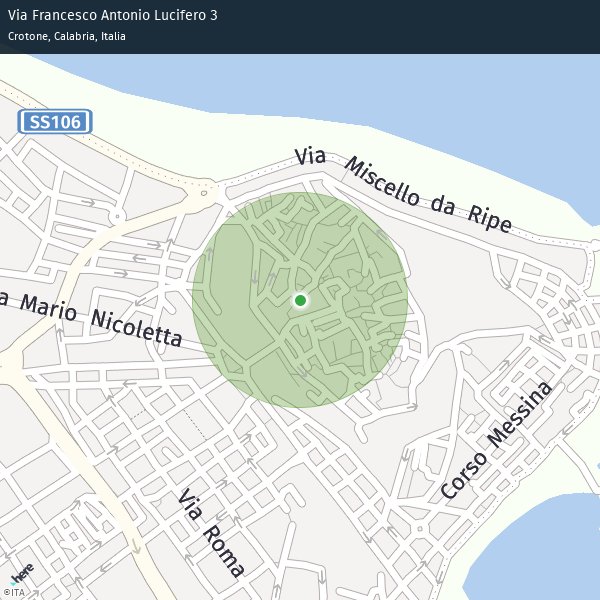 Via Francesco Antonio Lucifero 3
Crotone, Calabria, Italia
SS106
Via Miscello da Ripe
a Mario Nicoletta
Corso Messina
Via Roma
here
©ITA